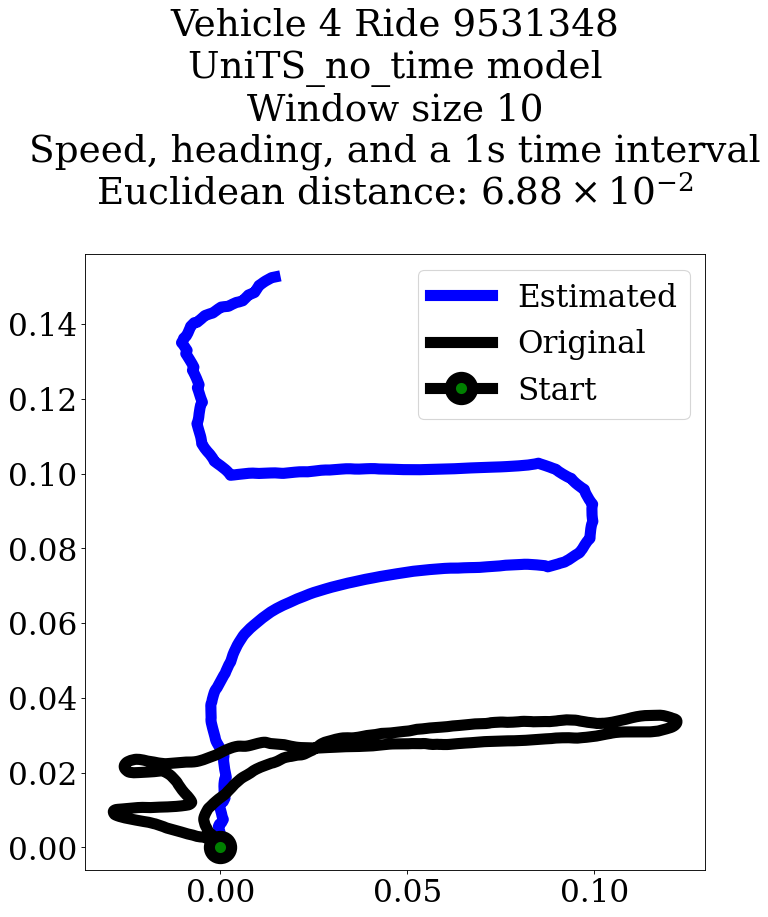 Vehicle 4 Ride 9531348
UniTS_no_time model
Window size 10
Speed, heading, and a 1s time interval
Euclidean distance: 6.88 × 10⁻²
Estimated
Original
Start
0.14
0.12
0.10
0.08
0.06
0.04
0.02
0.00
0.00 0.05 0.10